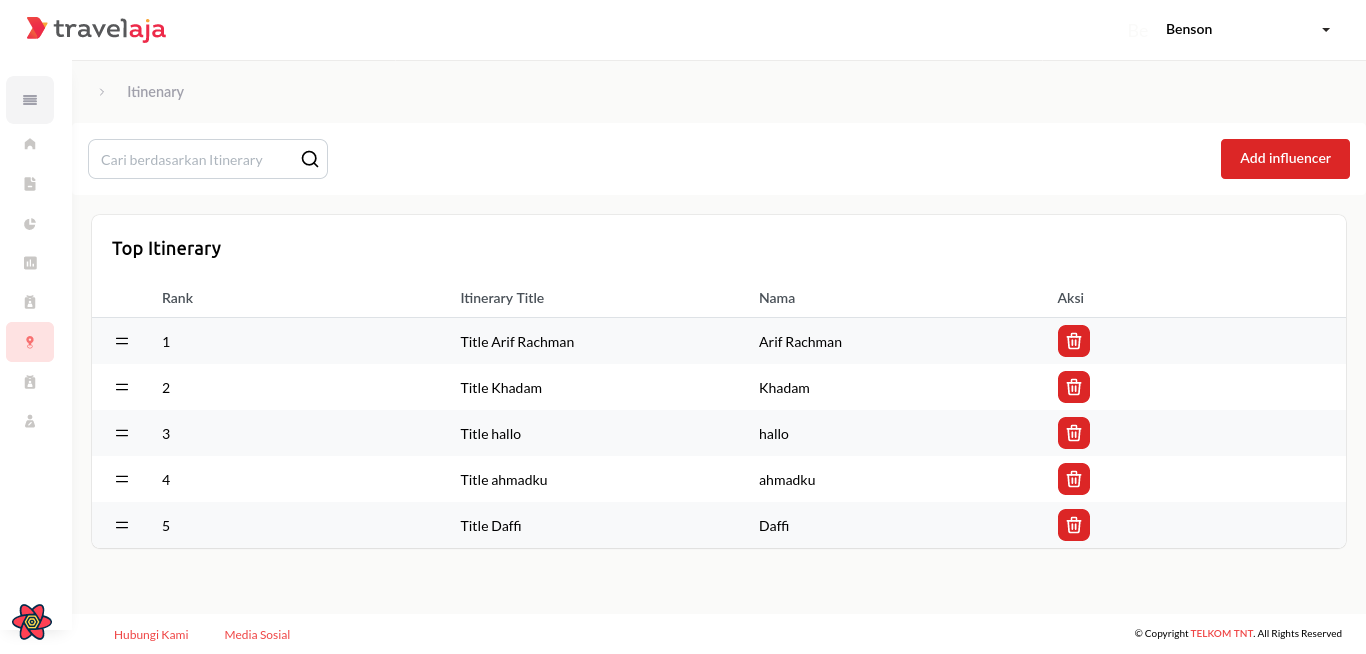 travelaja
Be
Benson
Itinenary
Cari berdasarkan Itinerary
Add influencer
Top Itinerary
Rank Itinerary Title Nama Aksi
1 Title Arif Rachman Arif Rachman
2 Title Khadam Khadam
3 Title hallo hallo
4 Title ahmadku ahmadku
5 Title Daffi Daffi
Hubungi Kami Media Sosial © Copyright TELKOM TNT. All Rights Reserved